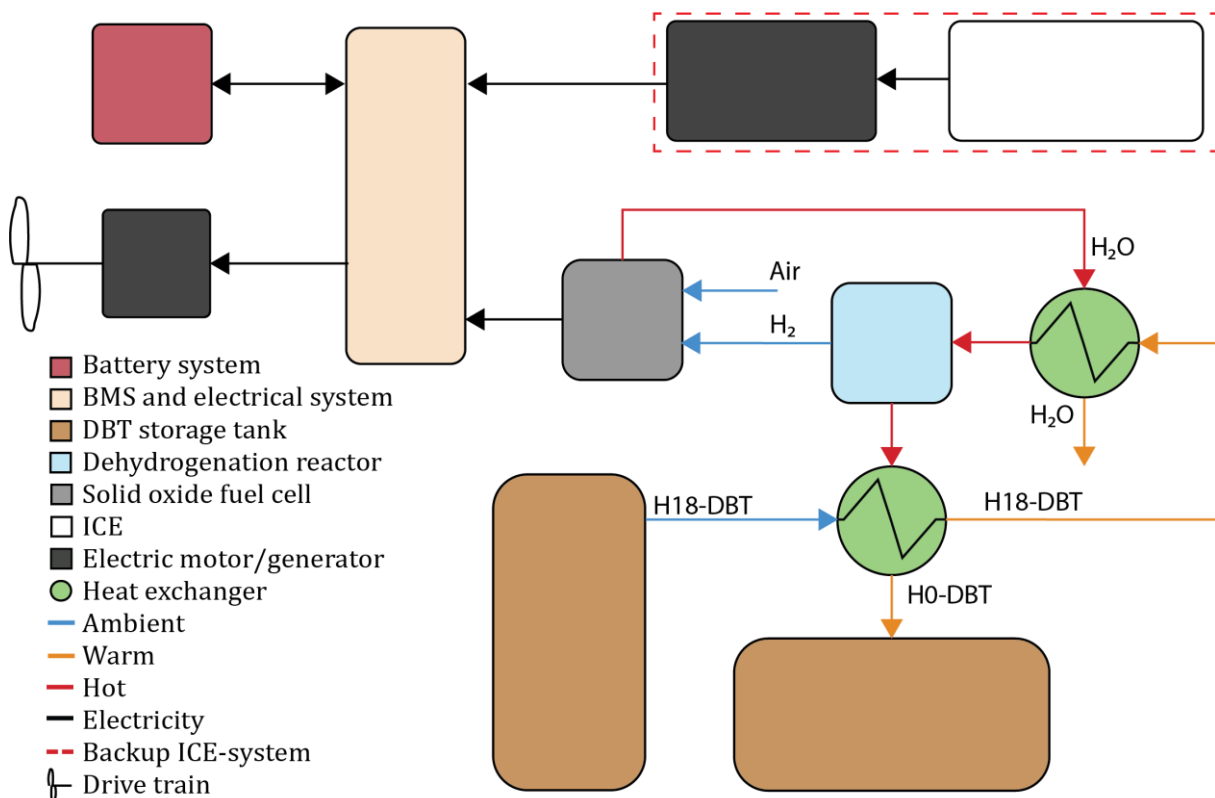 H₂O
Air
H₂
H₂O
H18-DBT
H18-DBT
H0-DBT
Battery system
BMS and electrical system
DBT storage tank
Dehydrogenation reactor
Solid oxide fuel cell
ICE
Electric motor/generator
Heat exchanger
Ambient
Warm
Hot
Electricity
Backup ICE-system
Drive train